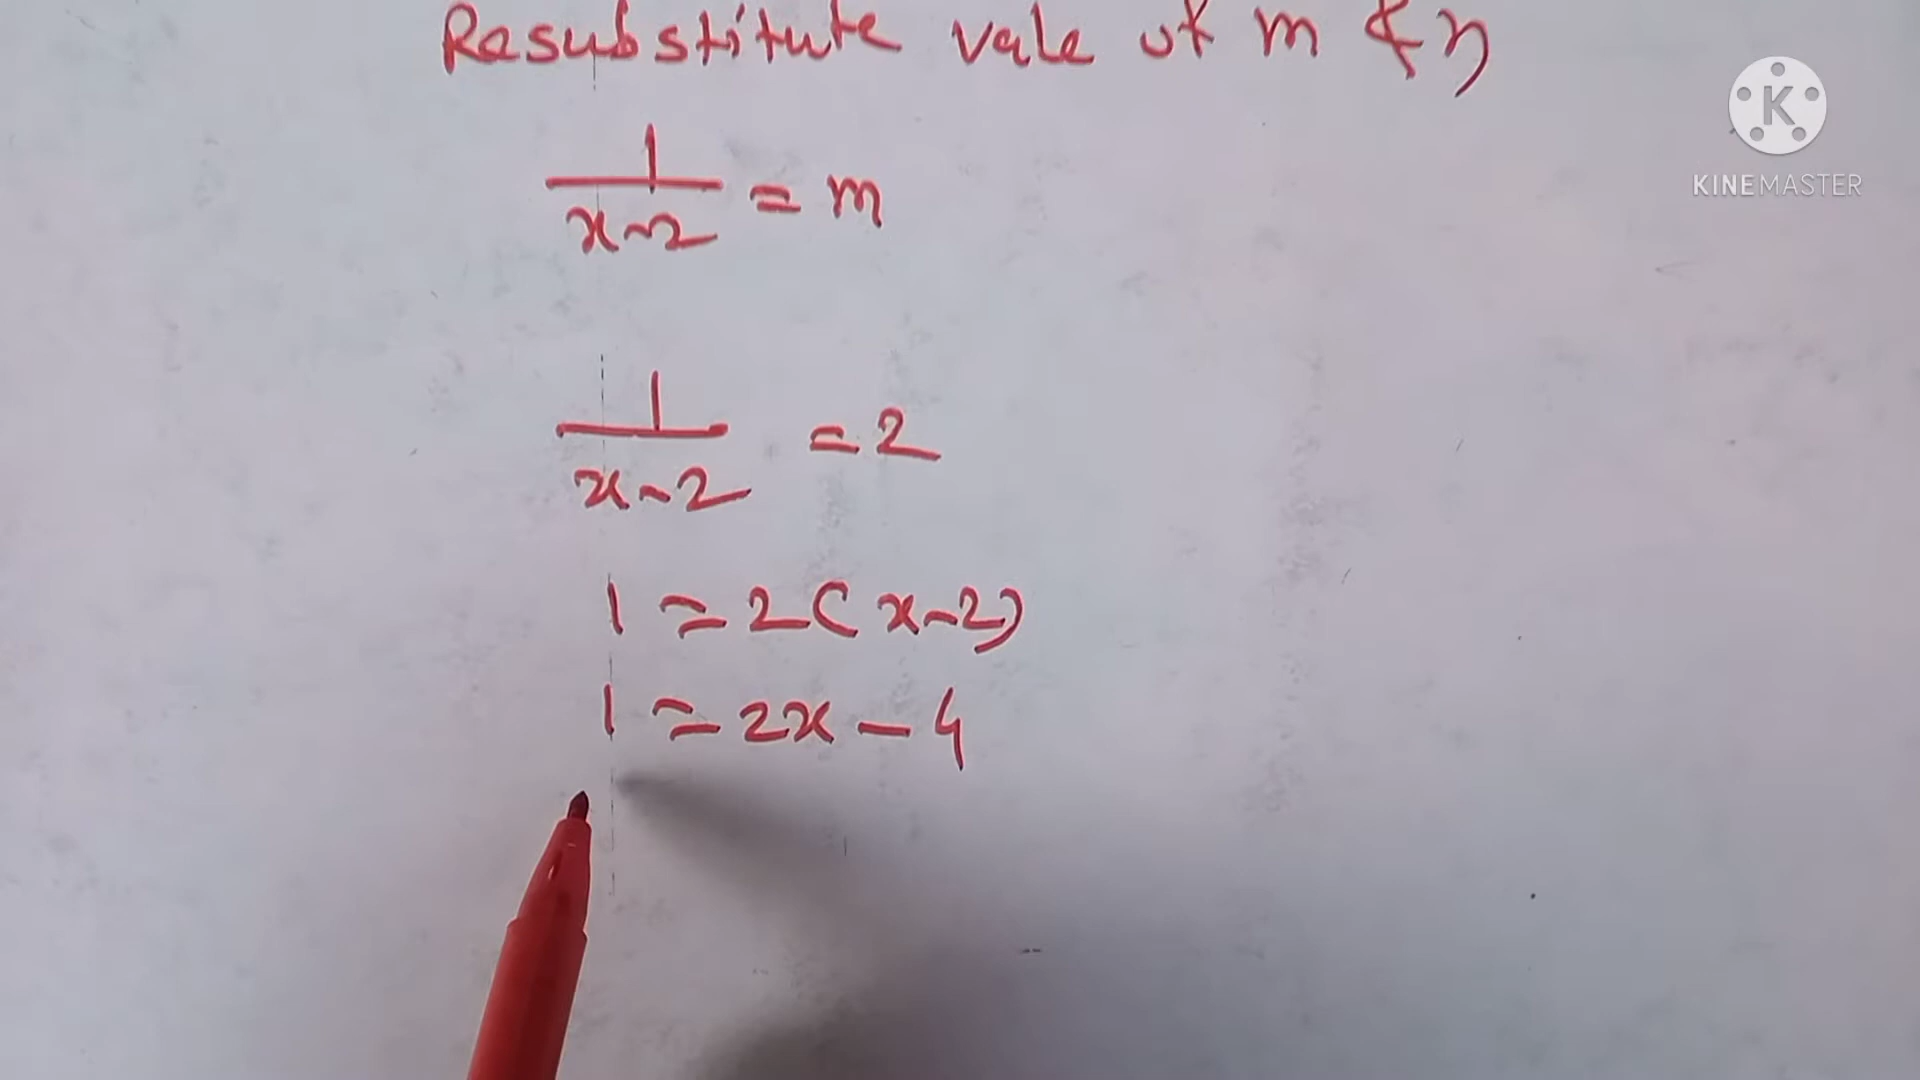 Resubstitute vale of m & n
K
KINEMASTER
1/(x-2) = m
1/(x-2) = 2
1 = 2(x-2)
1 = 2x - 4